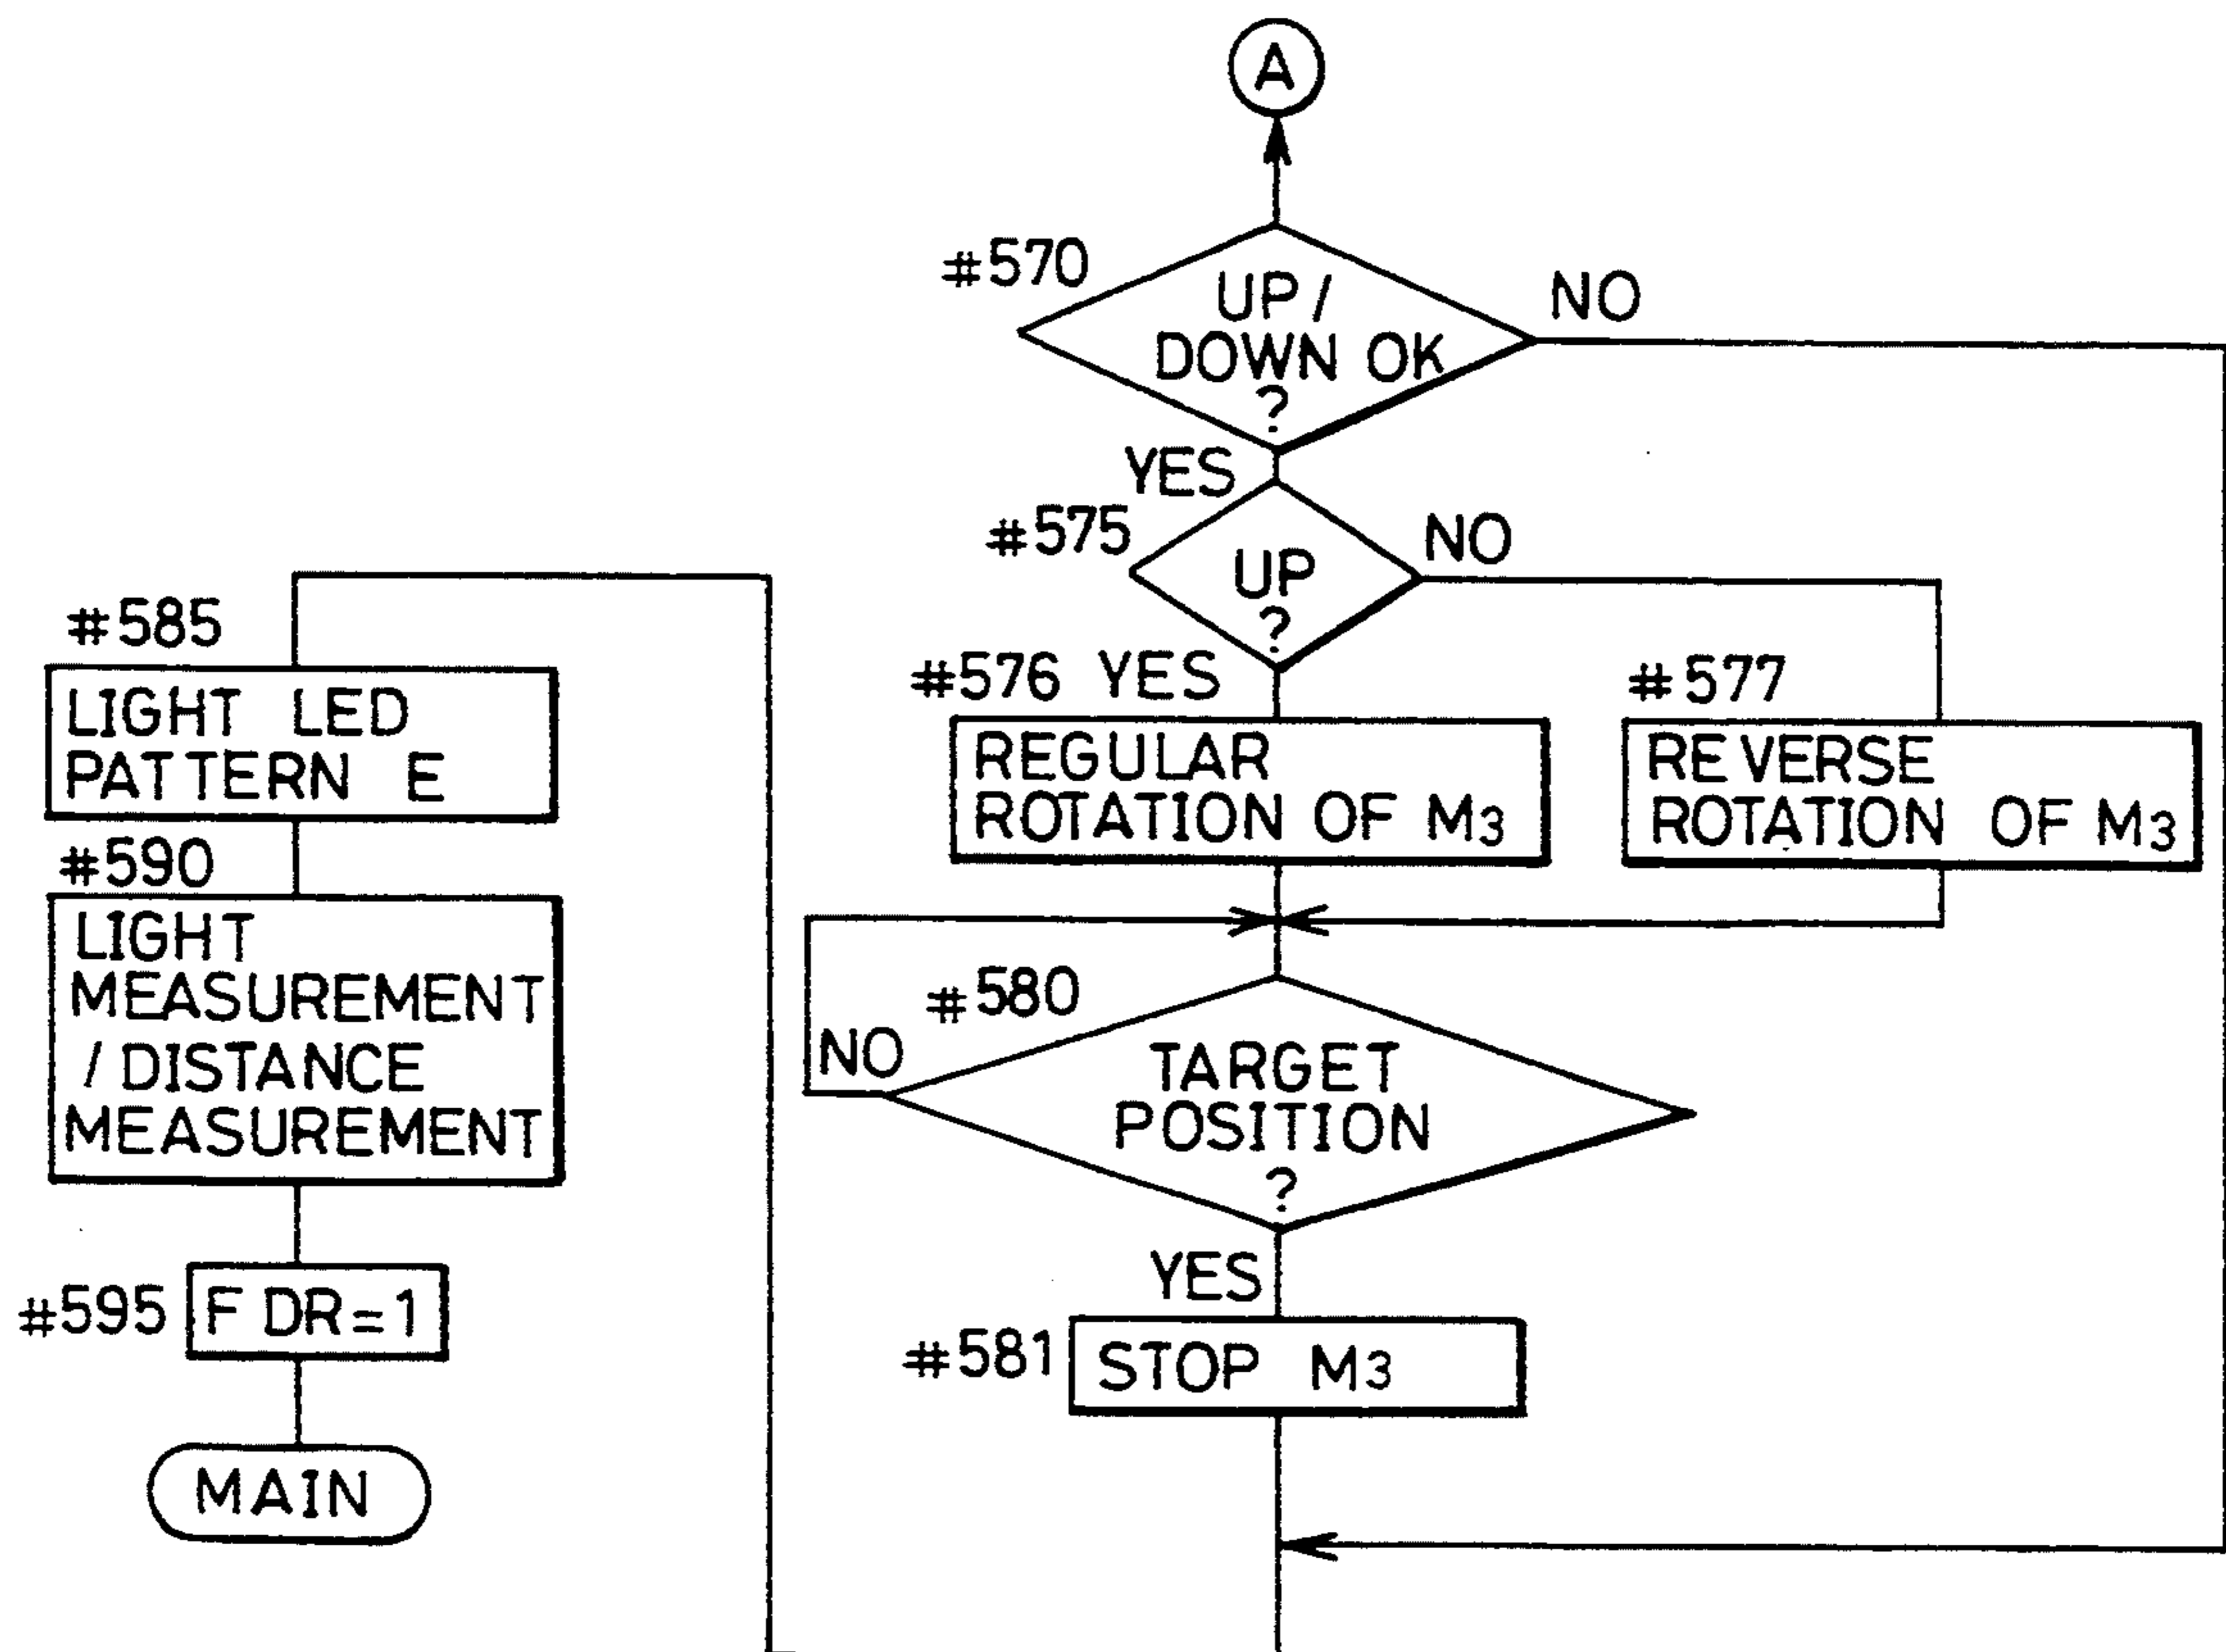 A
#570
UP/
DOWN OK
?
NO
YES
#575
UP
?
NO
#576 YES
REGULAR
ROTATION OF M3
#577
REVERSE
ROTATION OF M3
#580
NO
TARGET
POSITION
?
YES
#581
STOP M3
#585
LIGHT LED
PATTERN E
#590
LIGHT
MEASUREMENT
/ DISTANCE
MEASUREMENT
#595
F DR=1
MAIN